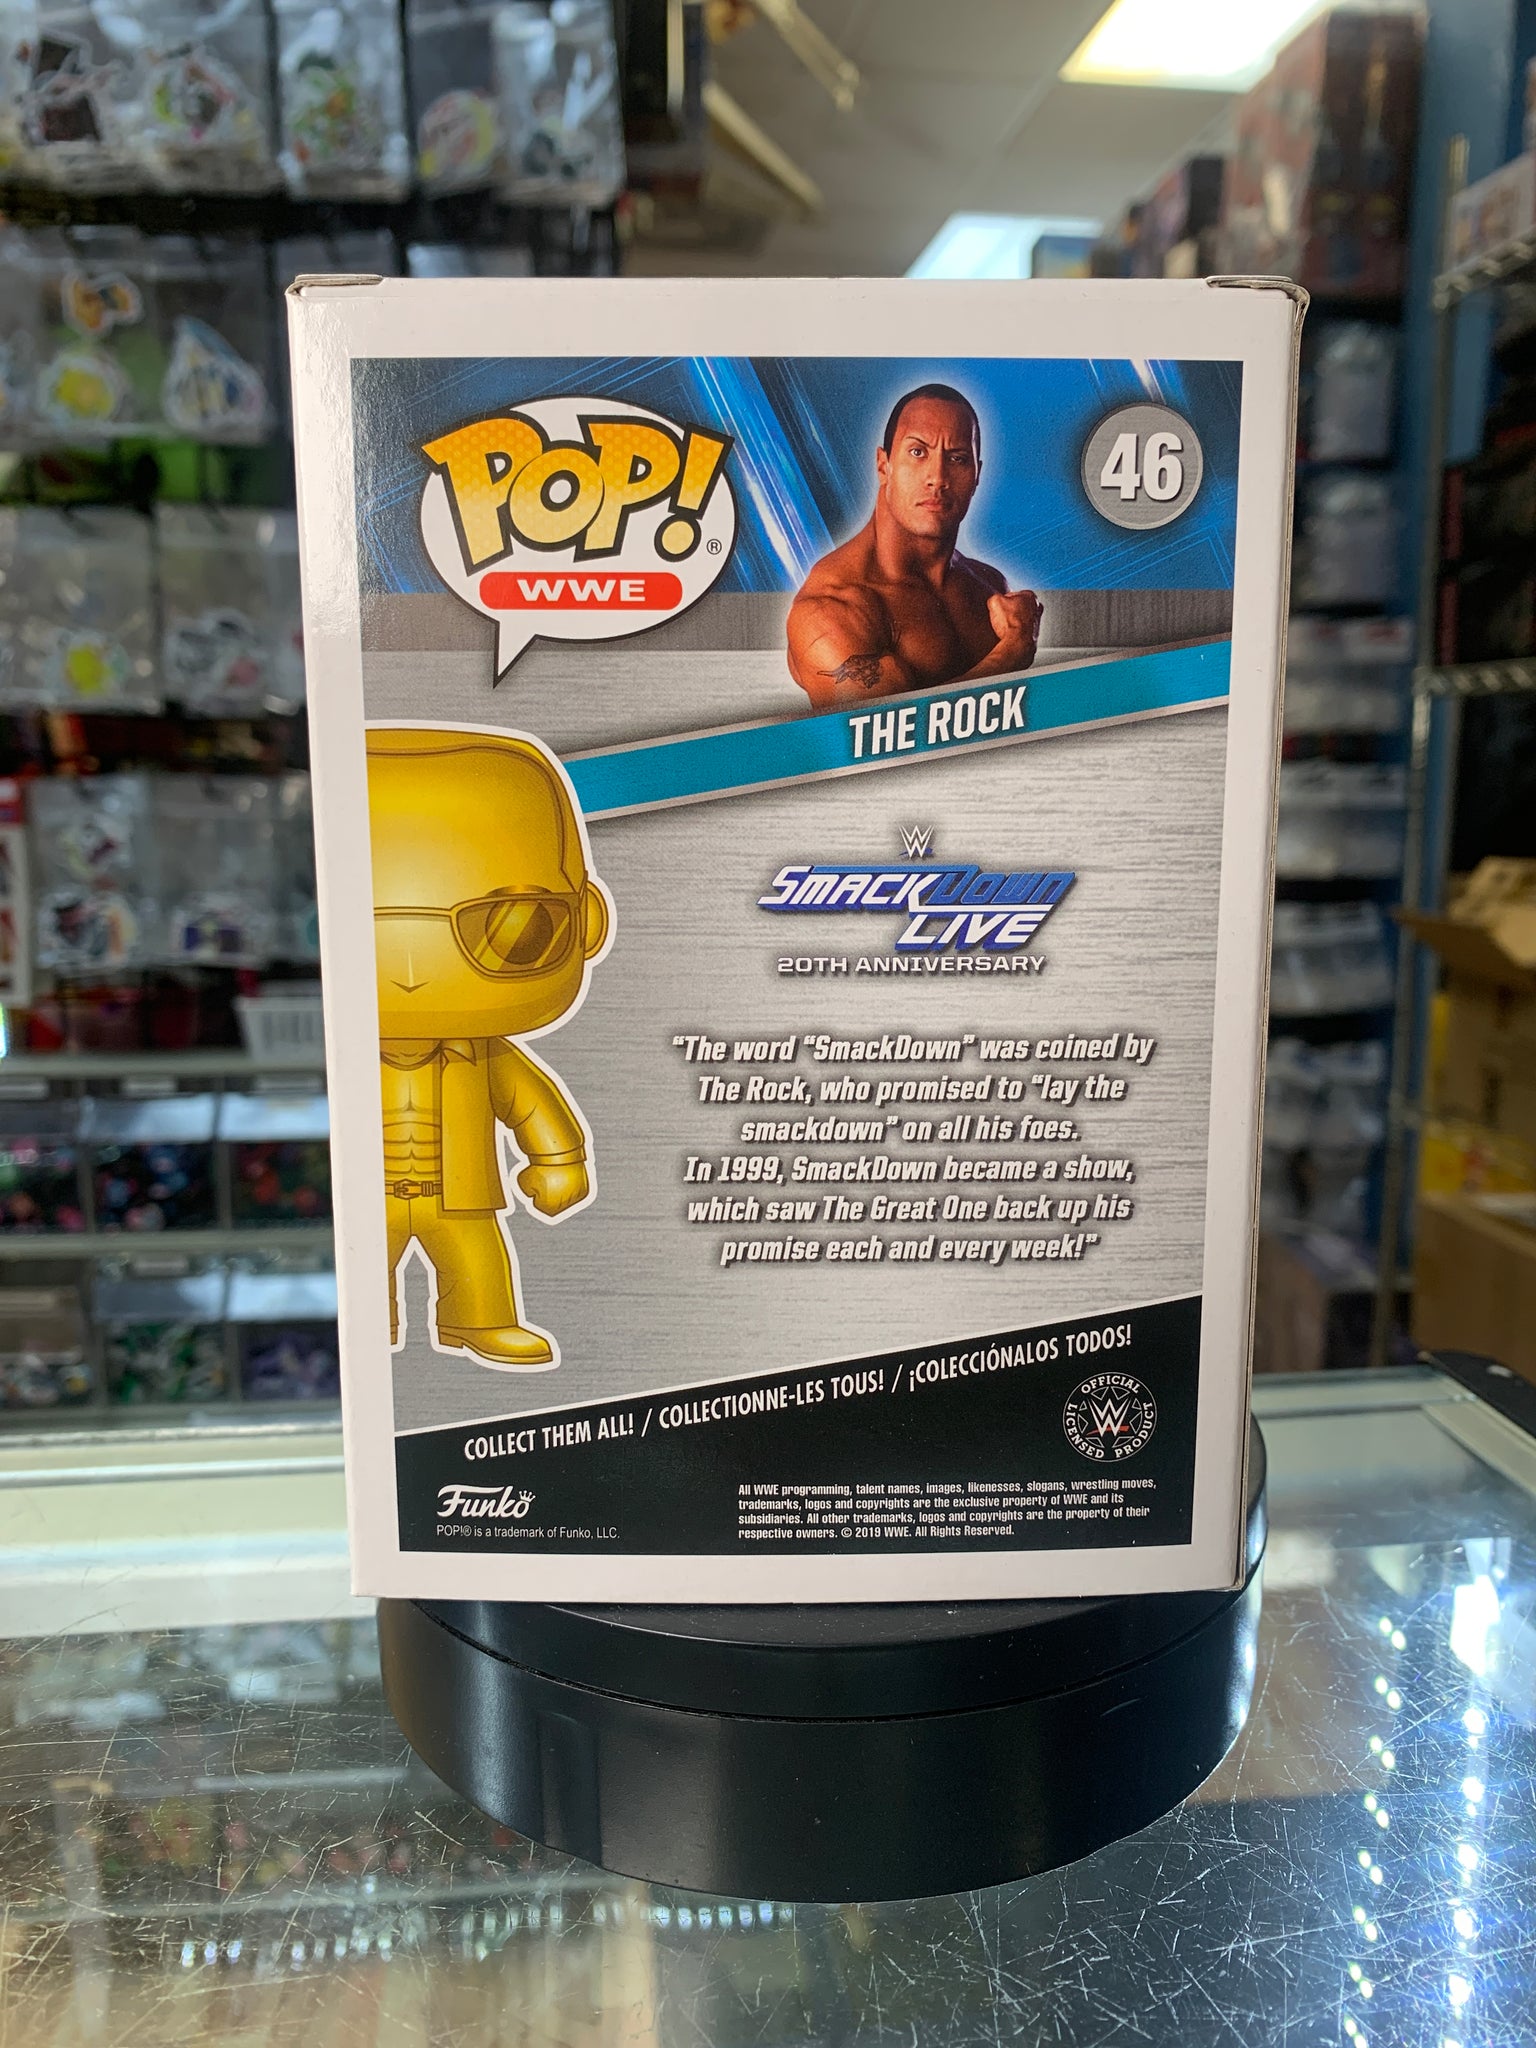 POP! ®
WWE
46
THE ROCK
W
SMACKDOWN
LIVE
20TH ANNIVERSARY
"The word "SmackDown" was coined by
The Rock, who promised to "lay the
smackdown" on all his foes.
In 1999, SmackDown became a show,
which saw The Great One back up his
promise each and every week!"
COLLECT THEM ALL! / COLLECTIONNE-LES TOUS! / ¡COLECCIÓNALOS TODOS!
OFFICIAL
W
LICENSED PRODUCT
Funko
POP!® is a trademark of Funko, LLC.
All WWE programming, talent names, images, likenesses, slogans, wrestling moves,
trademarks, logos and copyrights are the exclusive property of WWE and its
subsidiaries. All other trademarks, logos and copyrights are the property of their
respective owners. © 2019 WWE. All Rights Reserved.